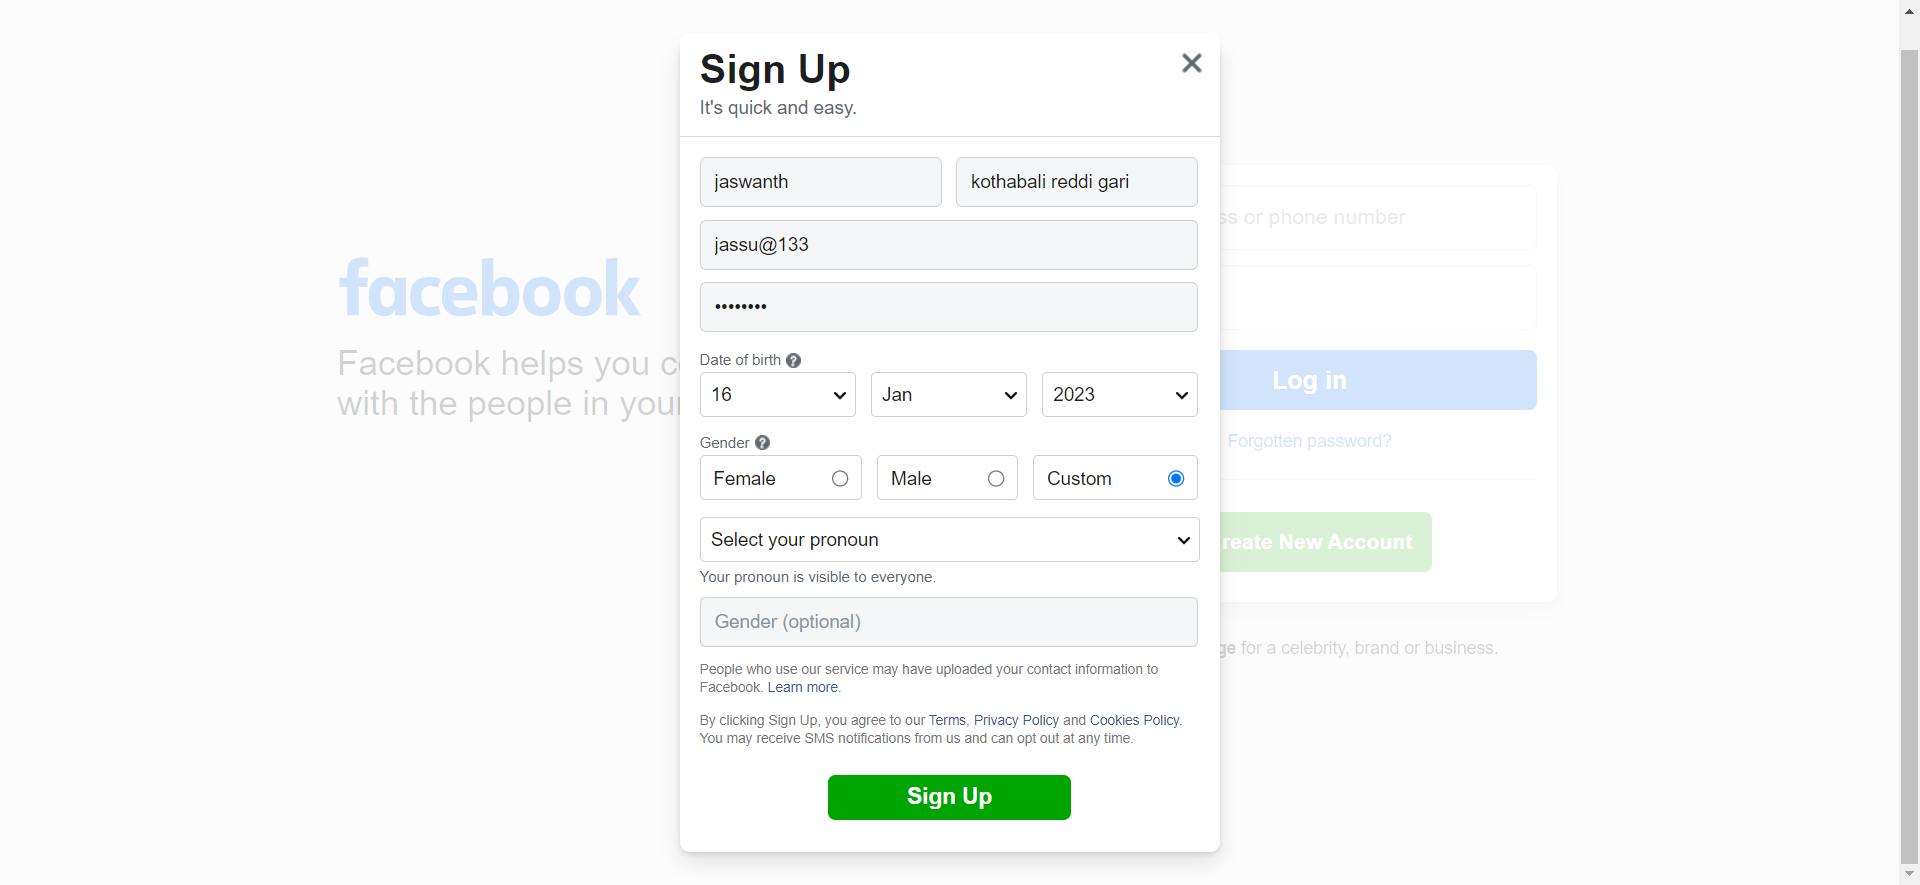 Sign Up
It's quick and easy.
jaswanth
kothabali reddi gari
jassu@133
••••••••
Date of birth ?
16
Jan
2023
Gender ?
Female
Male
Custom
Select your pronoun
Your pronoun is visible to everyone.
Gender (optional)
People who use our service may have uploaded your contact information to
Facebook. Learn more.
By clicking Sign Up, you agree to our Terms, Privacy Policy and Cookies Policy.
You may receive SMS notifications from us and can opt out at any time.
Sign Up
facebook
Facebook helps you
with the people in
or phone number
Log in
Forgotten password?
New Account
for a celebrity, brand or business.